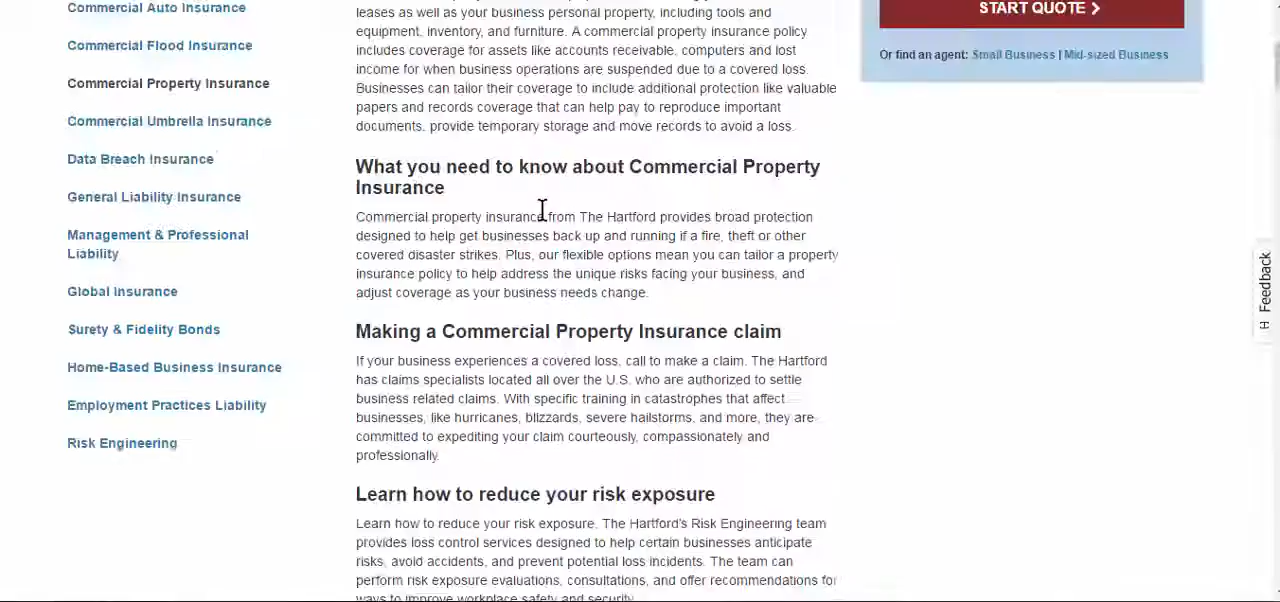 Commercial Auto Insurance
Commercial Flood Insurance
Commercial Property Insurance
Commercial Umbrella Insurance
Data Breach Insurance
General Liability Insurance
Management & Professional
Liability
Global Insurance
Surety & Fidelity Bonds
Home-Based Business Insurance
Employment Practices Liability
Risk Engineering
leases as well as your business personal property, including tools and
equipment, inventory, and furniture. A commercial property insurance policy
includes coverage for assets like accounts receivable, computers and lost
income for when business operations are suspended due to a covered loss.
Businesses can tailor their coverage to include additional protection like valuable
papers and records coverage that can help pay to reproduce important
documents, provide temporary storage and move records to avoid a loss.
What you need to know about Commercial Property
Insurance
Commercial property insurance from The Hartford provides broad protection
designed to help get businesses back up and running if a fire, theft or other
covered disaster strikes. Plus, our flexible options mean you can tailor a property
insurance policy to help address the unique risks facing your business, and
adjust coverage as your business needs change.
Making a Commercial Property Insurance claim
If your business experiences a covered loss, call to make a claim. The Hartford
has claims specialists located all over the U.S. who are authorized to settle
business related claims. With specific training in catastrophes that affect
businesses, like hurricanes, blizzards, severe hailstorms, and more, they are
committed to expediting your claim courteously, compassionately and
professionally.
Learn how to reduce your risk exposure
Learn how to reduce your risk exposure. The Hartford's Risk Engineering team
provides loss control services designed to help certain businesses anticipate
risks, avoid accidents, and prevent potential loss incidents. The team can
perform risk exposure evaluations, consultations, and offer recommendations for
ways to improve workplace safety and security.
START QUOTE
Or find an agent: Small Business | Mid-sized Business
Feedback